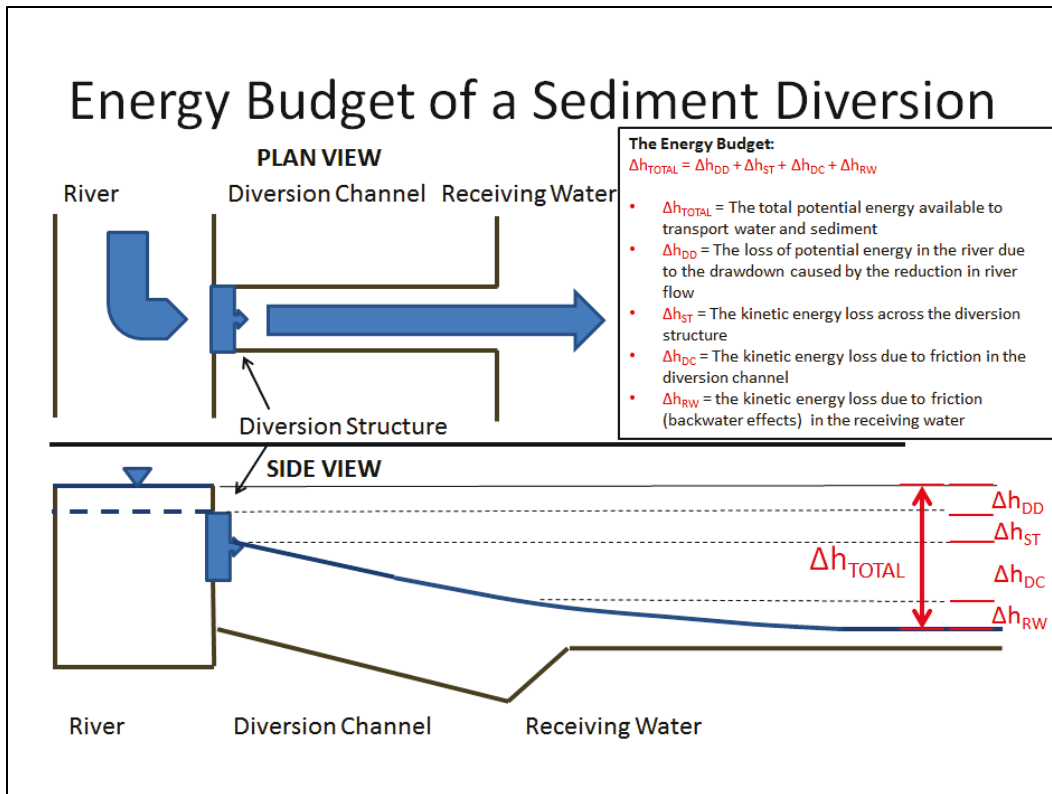 Energy Budget of a Sediment Diversion
PLAN VIEW
River
Diversion Channel
Receiving Water
The Energy Budget:
Δh_TOTAL = Δh_DD + Δh_ST + Δh_DC + Δh_RW
• Δh_TOTAL = The total potential energy available to
transport water and sediment
• Δh_DD = The loss of potential energy in the river due
to the drawdown caused by the reduction in river
flow
• Δh_ST = The kinetic energy loss across the diversion
structure
• Δh_DC = The kinetic energy loss due to friction in the
diversion channel
• Δh_RW = the kinetic energy loss due to friction
(backwater effects) in the receiving water
Diversion Structure
SIDE VIEW
Δh_TOTAL
Δh_DD
Δh_ST
Δh_DC
Δh_RW
River
Diversion Channel
Receiving Water